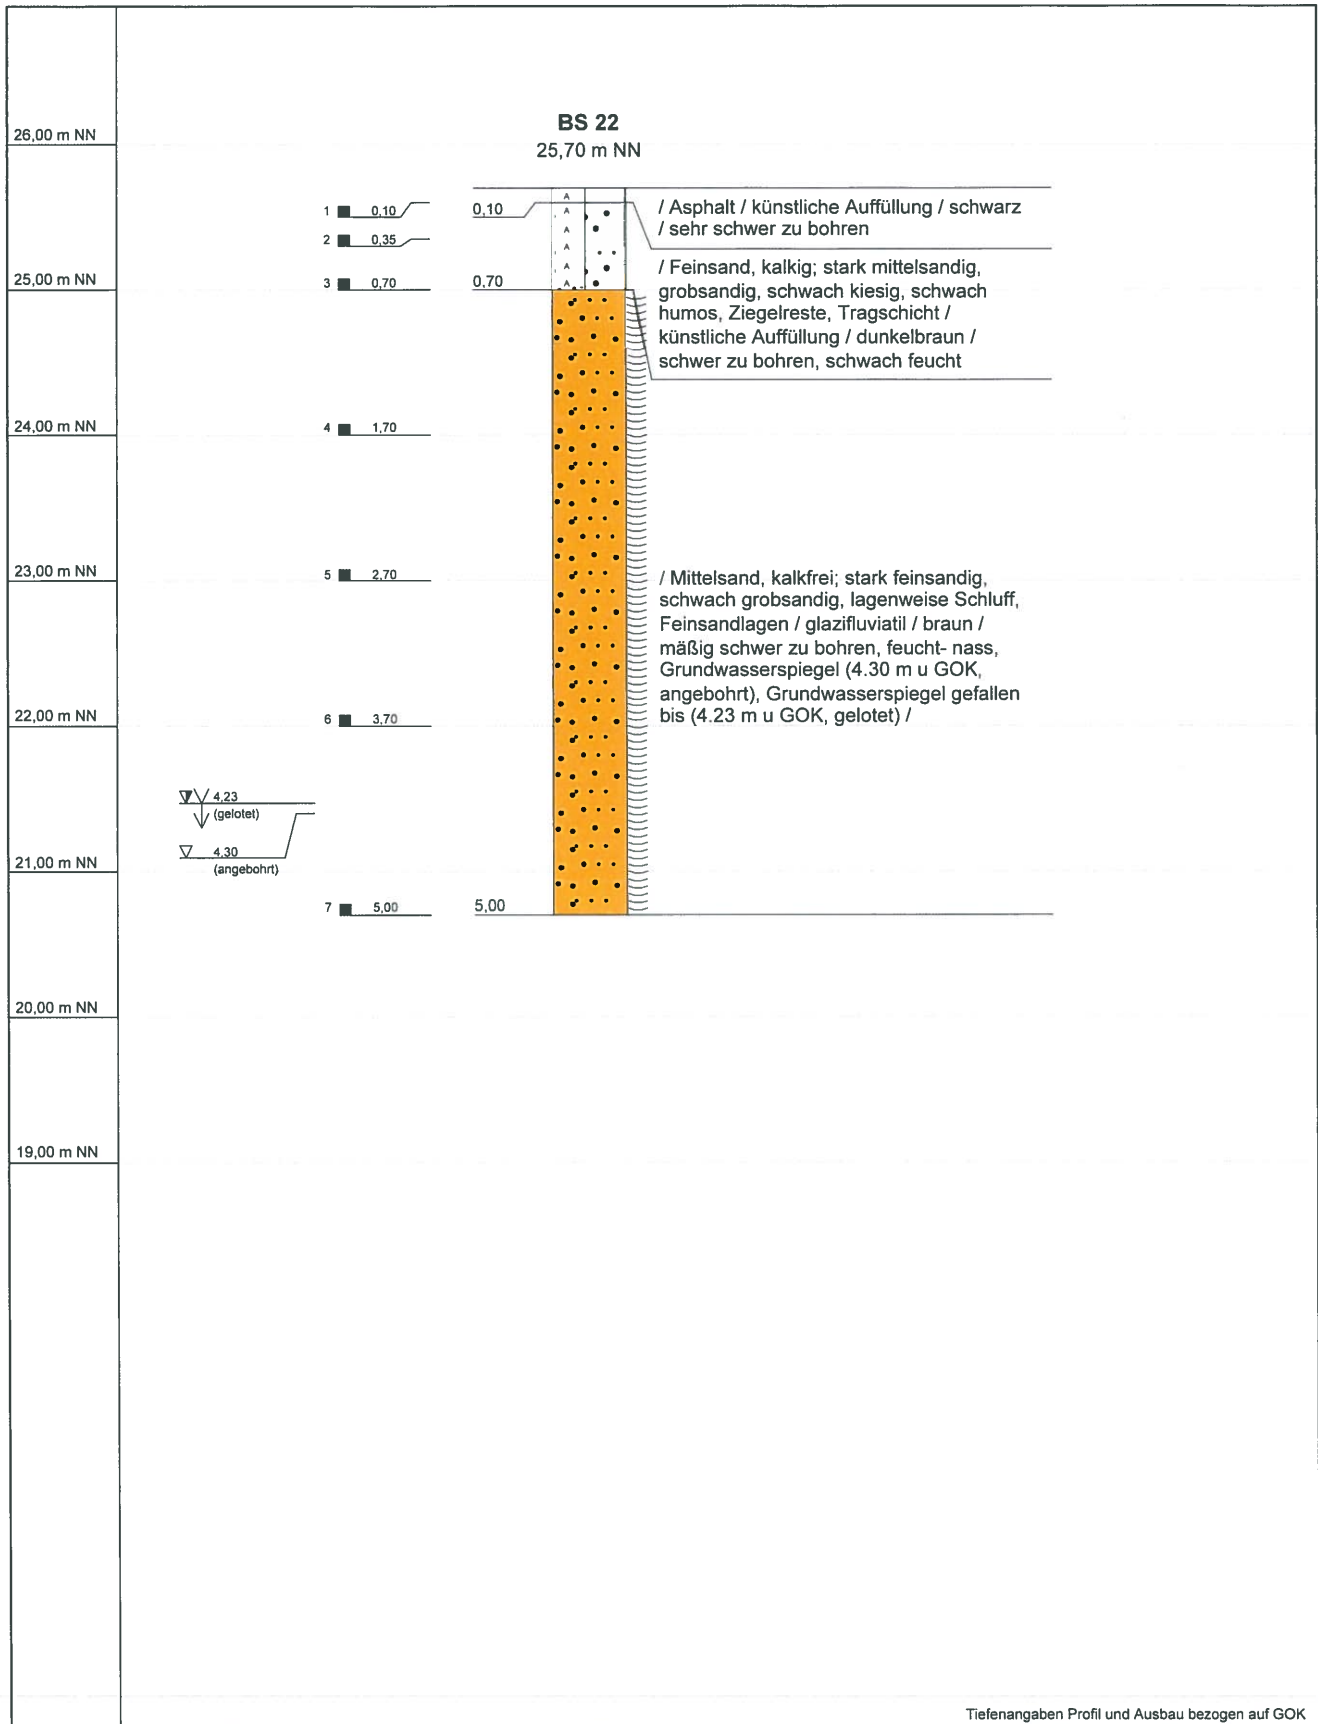 BS 22
25,70 m NN
26,00 m NN
25,00 m NN
24,00 m NN
23,00 m NN
22,00 m NN
21,00 m NN
20,00 m NN
19,00 m NN
1 0,10
2 0,35
3 0,70
4 1,70
5 2,70
6 3,70
7 5,00
4,23
(gelotet)
4,30
(angebohrt)
0,10
0,70
5,00
A
A
A
A
A
A
/ Asphalt / künstliche Auffüllung / schwarz
/ sehr schwer zu bohren
/ Feinsand, kalkig; stark mittelsandig,
grobsandig, schwach kiesig, schwach
humos, Ziegelreste, Tragschicht /
künstliche Auffüllung / dunkelbraun /
schwer zu bohren, schwach feucht
/ Mittelsand, kalkfrei; stark feinsandig,
schwach grobsandig, lagenweise Schluff,
Feinsandlagen / glazifluviatil / braun /
mäßig schwer zu bohren, feucht- nass,
Grundwasserspiegel (4.30 m u GOK,
angebohrt), Grundwasserspiegel gefallen
bis (4.23 m u GOK, gelotet) /
Tiefenangaben Profil und Ausbau bezogen auf GOK